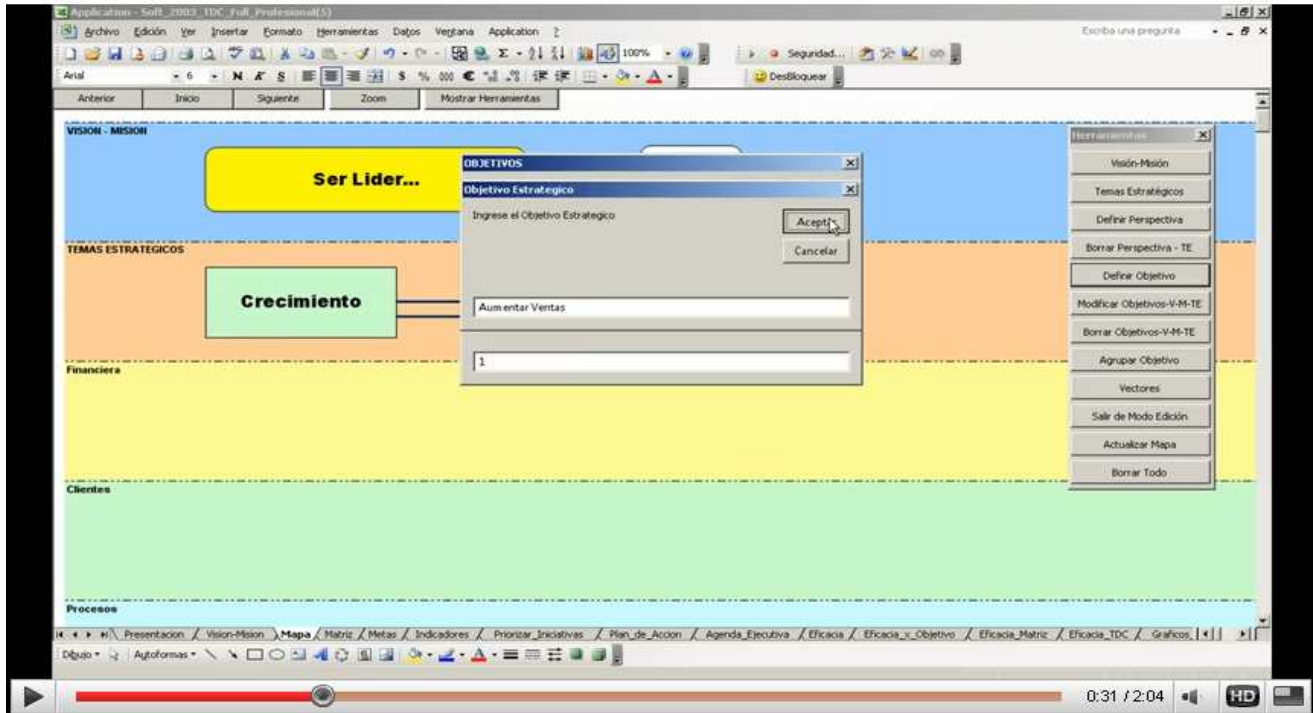 Application - Soft_2003_TDC_Full_Profesional(5)
Archivo Edición Ver Insertar Formato Herramientas Datos Ventana Application ?
Escriba una pregunta
100%
Seguridad...
Arial
6
N K S
$ % 000 €
DesBloquear
Anterior Inicio Siguiente Zoom Mostrar Herramientas
VISION - MISION
Ser Lider...
TEMAS ESTRATEGICOS
Crecimiento
OBJETIVOS
Objetivo Estrategico
Ingrese el Objetivo Estrategico
Aceptar
Cancelar
Aumentar Ventas
1
Financiera
Clientes
Procesos
Herramientas
Visión-Misión
Temas Estratégicos
Definir Perspectiva
Borrar Perspectiva - TE
Definir Objetivo
Modificar Objetivos-V-M-TE
Borrar Objetivos-V-M-TE
Agrupar Objetivo
Vectores
Salir de Modo Edición
Actualizar Mapa
Borrar Todo
Presentacion / Vision-Mision / Mapa / Matriz / Metas / Indicadores / Priorizar_Iniciativas / Plan_de_Accion / Agenda_Ejecutiva / Eficacia / Eficacia_x_Objetivo / Eficacia_Matriz / Eficacia_TDC / Graficos
Dibujo Autoformas
0:31 / 2:04
HD